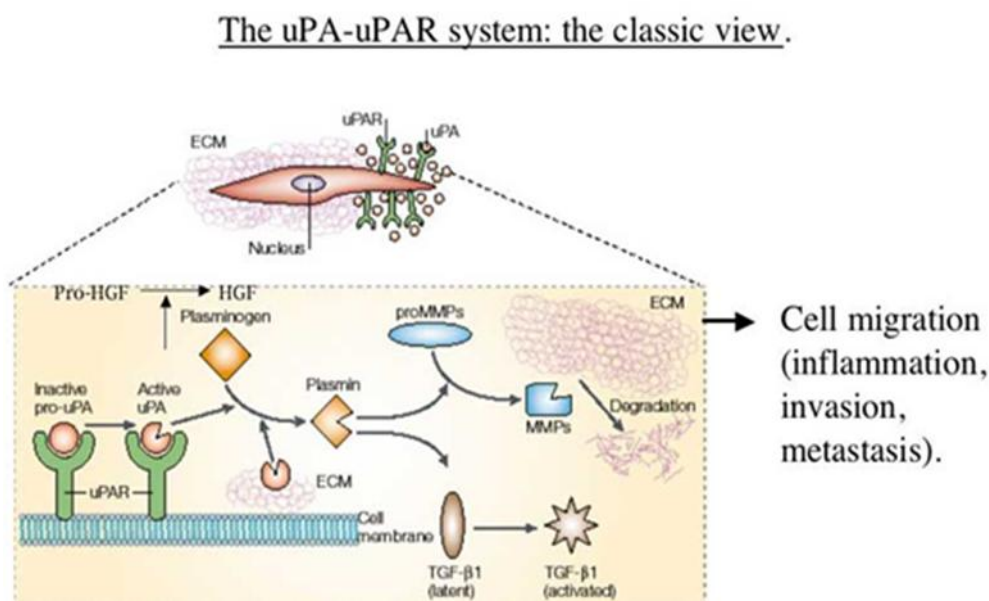 The uPA-uPAR system: the classic view.
uPAR
uPA
ECM
Nucleus
Pro-HGF
HGF
Plasminogen
proMMPs
ECM
Cell migration
(inflammation,
invasion,
metastasis).
Inactive
pro-uPA
Active
uPA
Plasmin
MMPs
Degradation
uPAR
ECM
Cell
membrane
TGF-β1
(latent)
TGF-β1
(activated)